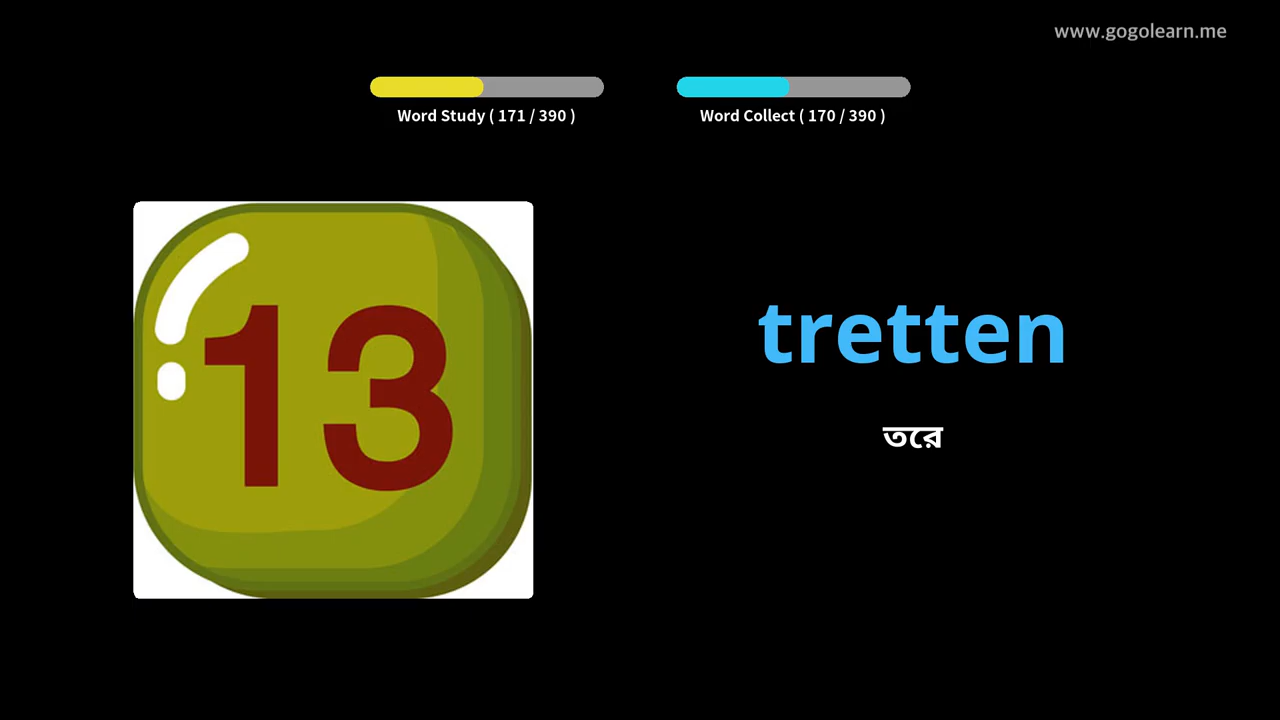 www.gogolearn.me
Word Study ( 171 / 390 )
Word Collect ( 170 / 390 )
13
tretten
তরে